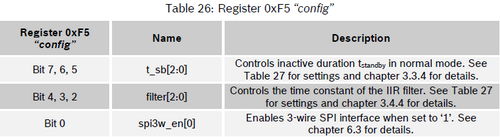 Table 26: Register 0xF5 “config”
Register 0xF5
“config”
Name
Description
Bit 7, 6, 5
t_sb[2:0]
Controls inactive duration tstandby in normal mode. See
Table 27 for settings and chapter 3.3.4 for details.
Bit 4, 3, 2
filter[2:0]
Controls the time constant of the IIR filter. See Table 27
for settings and chapter 3.4.4 for details.
Bit 0
spi3w_en[0]
Enables 3-wire SPI interface when set to ‘1’. See
chapter 6.3 for details.